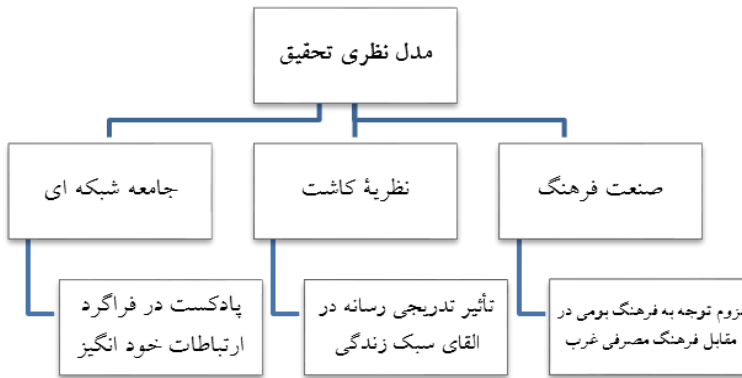 مدل نظری تحقیق
صنعت فرهنگ
نظریهٔ کاشت
جامعه شبکه ای
لزوم توجه به فرهنگ بومی در
مقابل فرهنگ مصرفی غرب
تأثیر تدریجی رسانه در
القای سبک زندگی
پادکست در فراگرد
ارتباطات خود انگیز